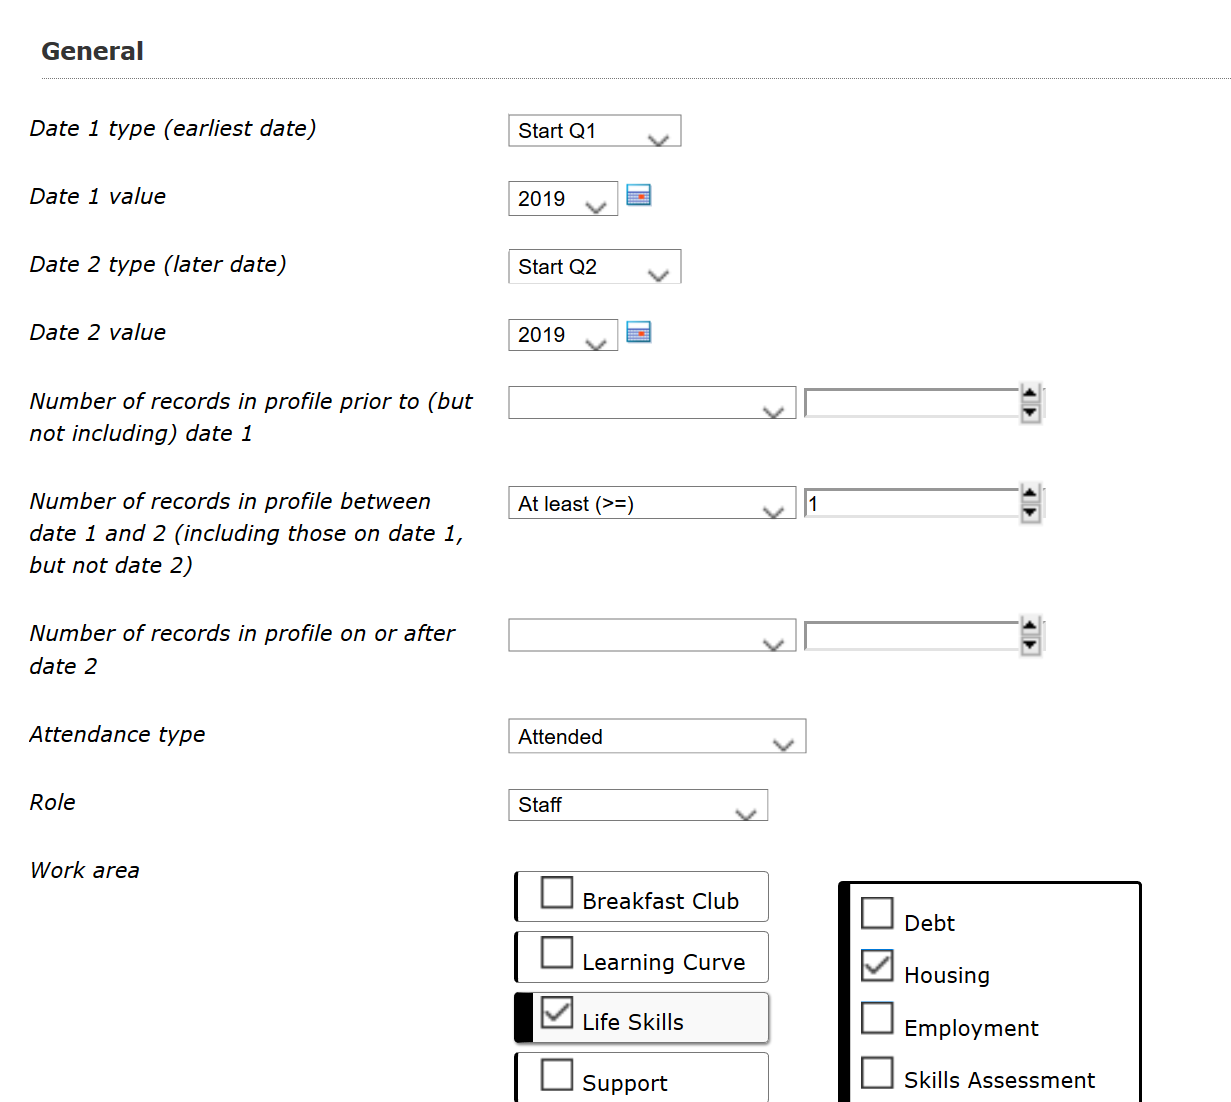 General
Date 1 type (earliest date)
Start Q1
Date 1 value
2019
Date 2 type (later date)
Start Q2
Date 2 value
2019
Number of records in profile prior to (but
not including) date 1
Number of records in profile between
date 1 and 2 (including those on date 1,
but not date 2)
At least (>=)
1
Number of records in profile on or after
date 2
Attendance type
Attended
Role
Staff
Work area
Breakfast Club
Learning Curve
Life Skills
Support
Debt
Housing
Employment
Skills Assessment